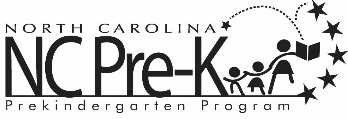 NORTH CAROLINA
NC Pre-K
Prekindergarten Program